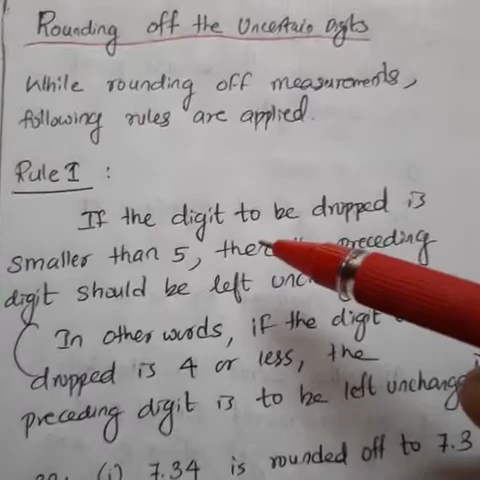 Rounding off the Uncertain Digits
While rounding off measurements,
following rules are applied.
Rule I :
If the digit to be dropped is
smaller than 5, then preceding
digit should be left
In other words, if the digit
dropped is 4 or less, the
preceding digit is to be left
(i) 7.34 is rounded off to 7.3